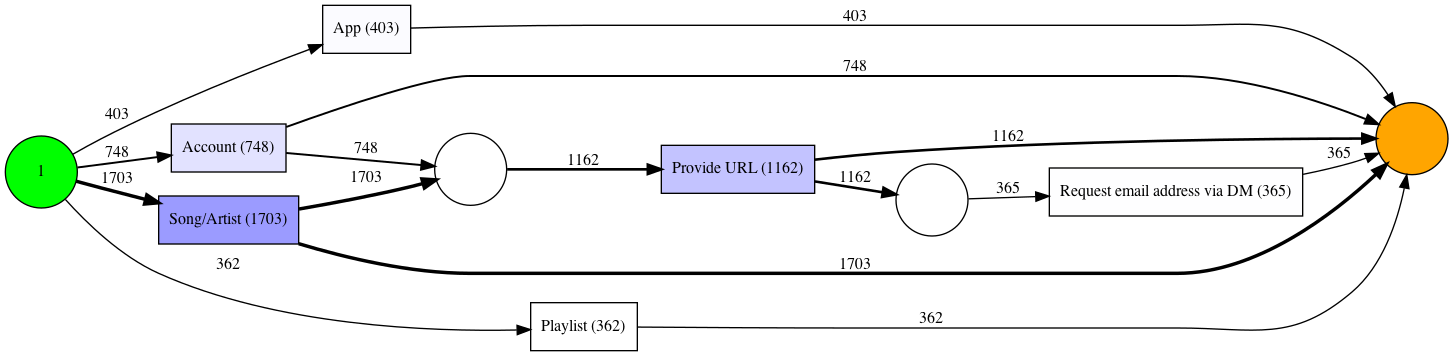 App (403)
403
403
748
Account (748)
748
748
1162
1703
1703
1162
Provide URL (1162)
1162
365
365
Request email address via DM (365)
1
Song/Artist (1703)
362
1703
Playlist (362)
362